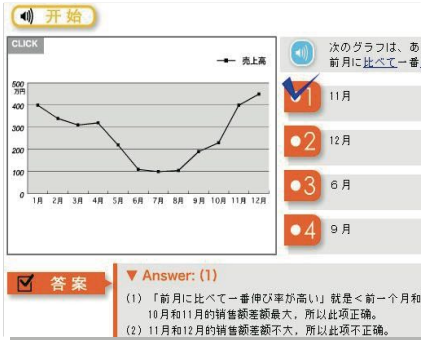 开始
CLICK
売上高
500
万円
400
300
200
100
0
1月 2月 3月 4月 5月 6月 7月 8月 9月 10月 11月 12月
次のグラフは、あ
前月に比べて一番
1 11月
2 12月
3 6月
4 9月
答案
▼ Answer: (1)
(1) 「前月に比べて一番伸び率が高い」就是<前一个月和
10月和11月的销售额差额最大，所以此项正确。
(2) 11月和12月的销售额差额不大，所以此项不正确。